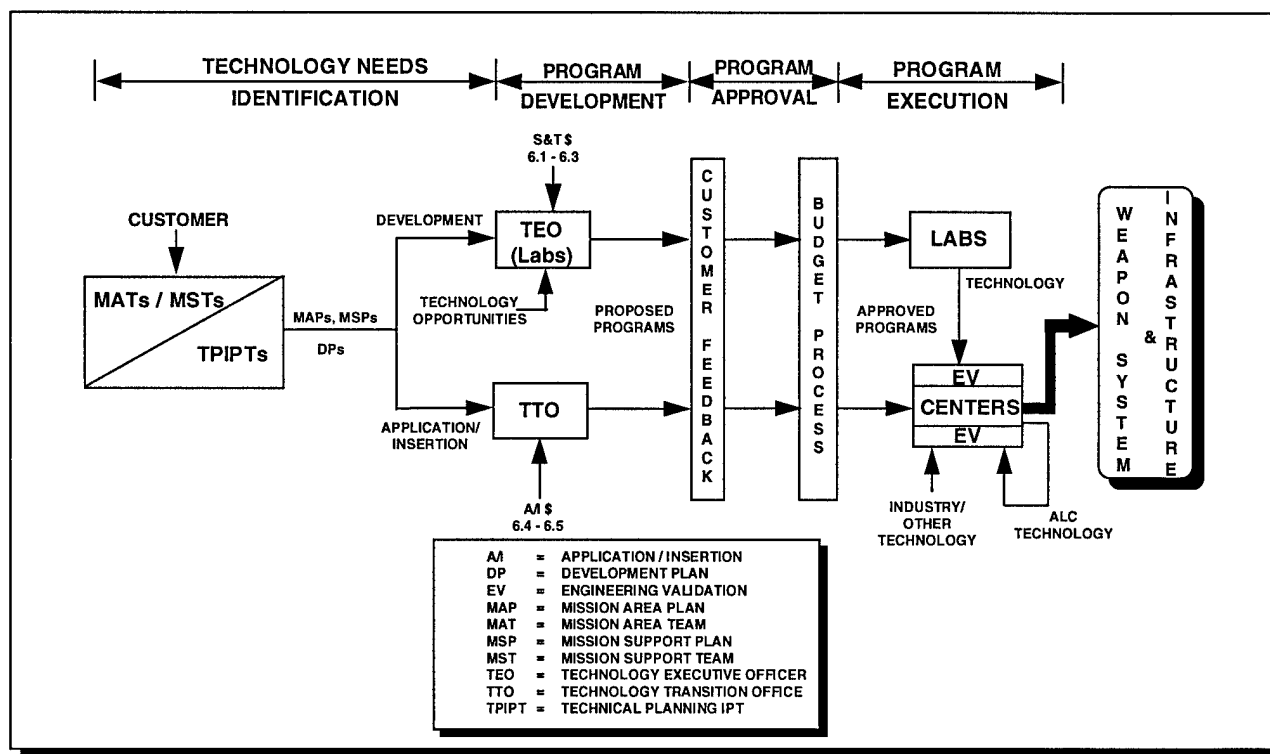 TECHNOLOGY NEEDS
IDENTIFICATION
PROGRAM
DEVELOPMENT
PROGRAM
APPROVAL
PROGRAM
EXECUTION
S&T $
6.1 - 6.3
CUSTOMER
MATs / MSTs
TPIPTs
MAPs, MSPs
DPs
DEVELOPMENT
TEO
(Labs)
TECHNOLOGY
OPPORTUNITIES
APPLICATION/
INSERTION
TTO
A/I $
6.4 - 6.5
PROPOSED
PROGRAMS
CUSTOMER FEEDBACK
BUDGET PROCESS
APPROVED
PROGRAMS
LABS
TECHNOLOGY
EV
CENTERS
EV
INDUSTRY/
OTHER
TECHNOLOGY
ALC
TECHNOLOGY
WEAPON SYSTEM
&
INFRASTRUCTURE
A/I = APPLICATION / INSERTION
DP = DEVELOPMENT PLAN
EV = ENGINEERING VALIDATION
MAP = MISSION AREA PLAN
MAT = MISSION AREA TEAM
MSP = MISSION SUPPORT PLAN
MST = MISSION SUPPORT TEAM
TEO = TECHNOLOGY EXECUTIVE OFFICER
TTO = TECHNOLOGY TRANSITION OFFICE
TPIPT = TECHNICAL PLANNING IPT